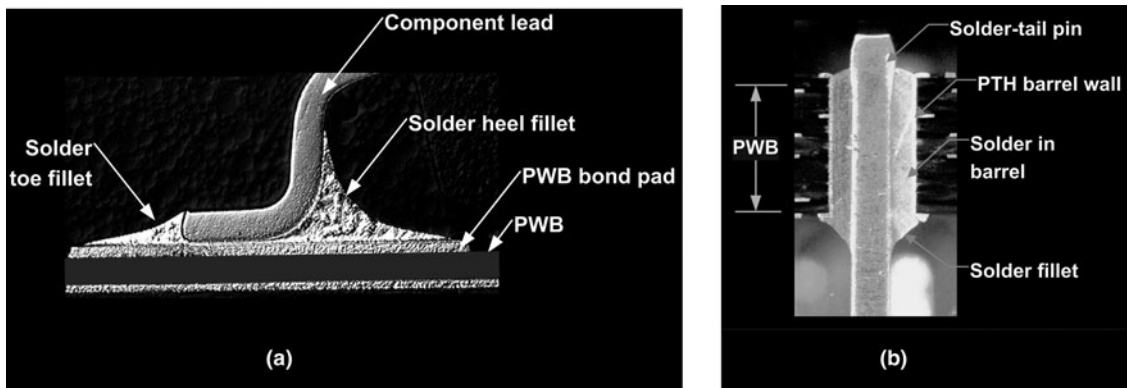 Component lead
Solder heel fillet
Solder
toe fillet
PWB bond pad
PWB
(a)
Solder-tail pin
PTH barrel wall
PWB
Solder in
barrel
Solder fillet
(b)